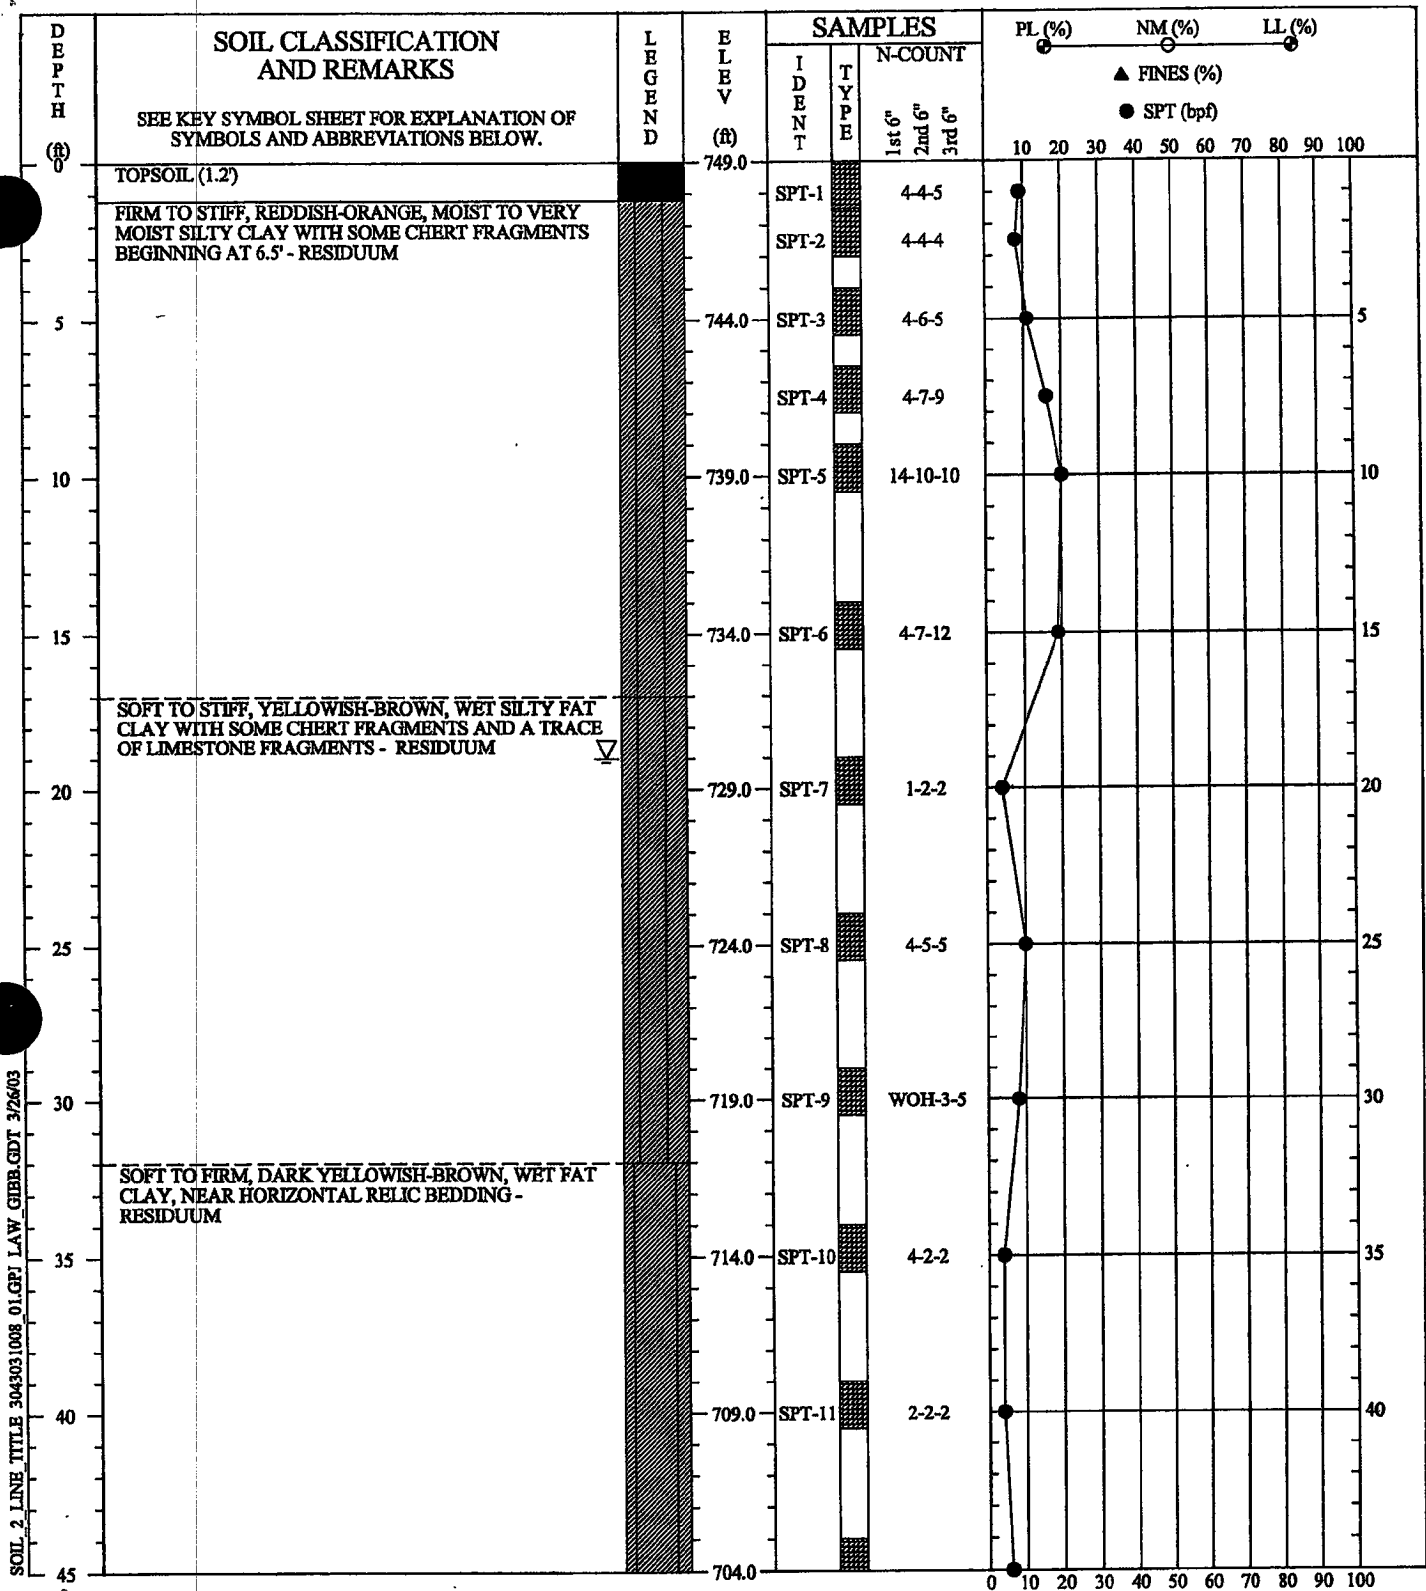 DEPTH
(ft)
SOIL CLASSIFICATION
AND REMARKS
SEE KEY SYMBOL SHEET FOR EXPLANATION OF
SYMBOLS AND ABBREVIATIONS BELOW.
LEGEND
ELEV
(ft)
SAMPLES
IDENT
TYPE
N-COUNT
1st 6"
2nd 6"
3rd 6"
PL (%) NM (%) LL (%)
▲ FINES (%)
● SPT (bpf)
10 20 30 40 50 60 70 80 90 100
0 749.0
TOPSOIL (1.2')
SPT-1 4-4-5
FIRM TO STIFF, REDDISH-ORANGE, MOIST TO VERY
MOIST SILTY CLAY WITH SOME CHERT FRAGMENTS
BEGINNING AT 6.5' - RESIDUUM
SPT-2 4-4-4
5 744.0 SPT-3 4-6-5 5
SPT-4 4-7-9
10 739.0 SPT-5 14-10-10 10
15 734.0 SPT-6 4-7-12 15
SOFT TO STIFF, YELLOWISH-BROWN, WET SILTY FAT
CLAY WITH SOME CHERT FRAGMENTS AND A TRACE
OF LIMESTONE FRAGMENTS - RESIDUUM
20 729.0 SPT-7 1-2-2 20
25 724.0 SPT-8 4-5-5 25
30 719.0 SPT-9 WOH-3-5 30
SOFT TO FIRM, DARK YELLOWISH-BROWN, WET FAT
CLAY, NEAR HORIZONTAL RELIC BEDDING -
RESIDUUM
35 714.0 SPT-10 4-2-2 35
40 709.0 SPT-11 2-2-2 40
45 704.0
0 10 20 30 40 50 60 70 80 90 100
SOIL_2_LINE_TITLE 304031008_01.GPJ LAW_GIBB.GDT 3/26/03